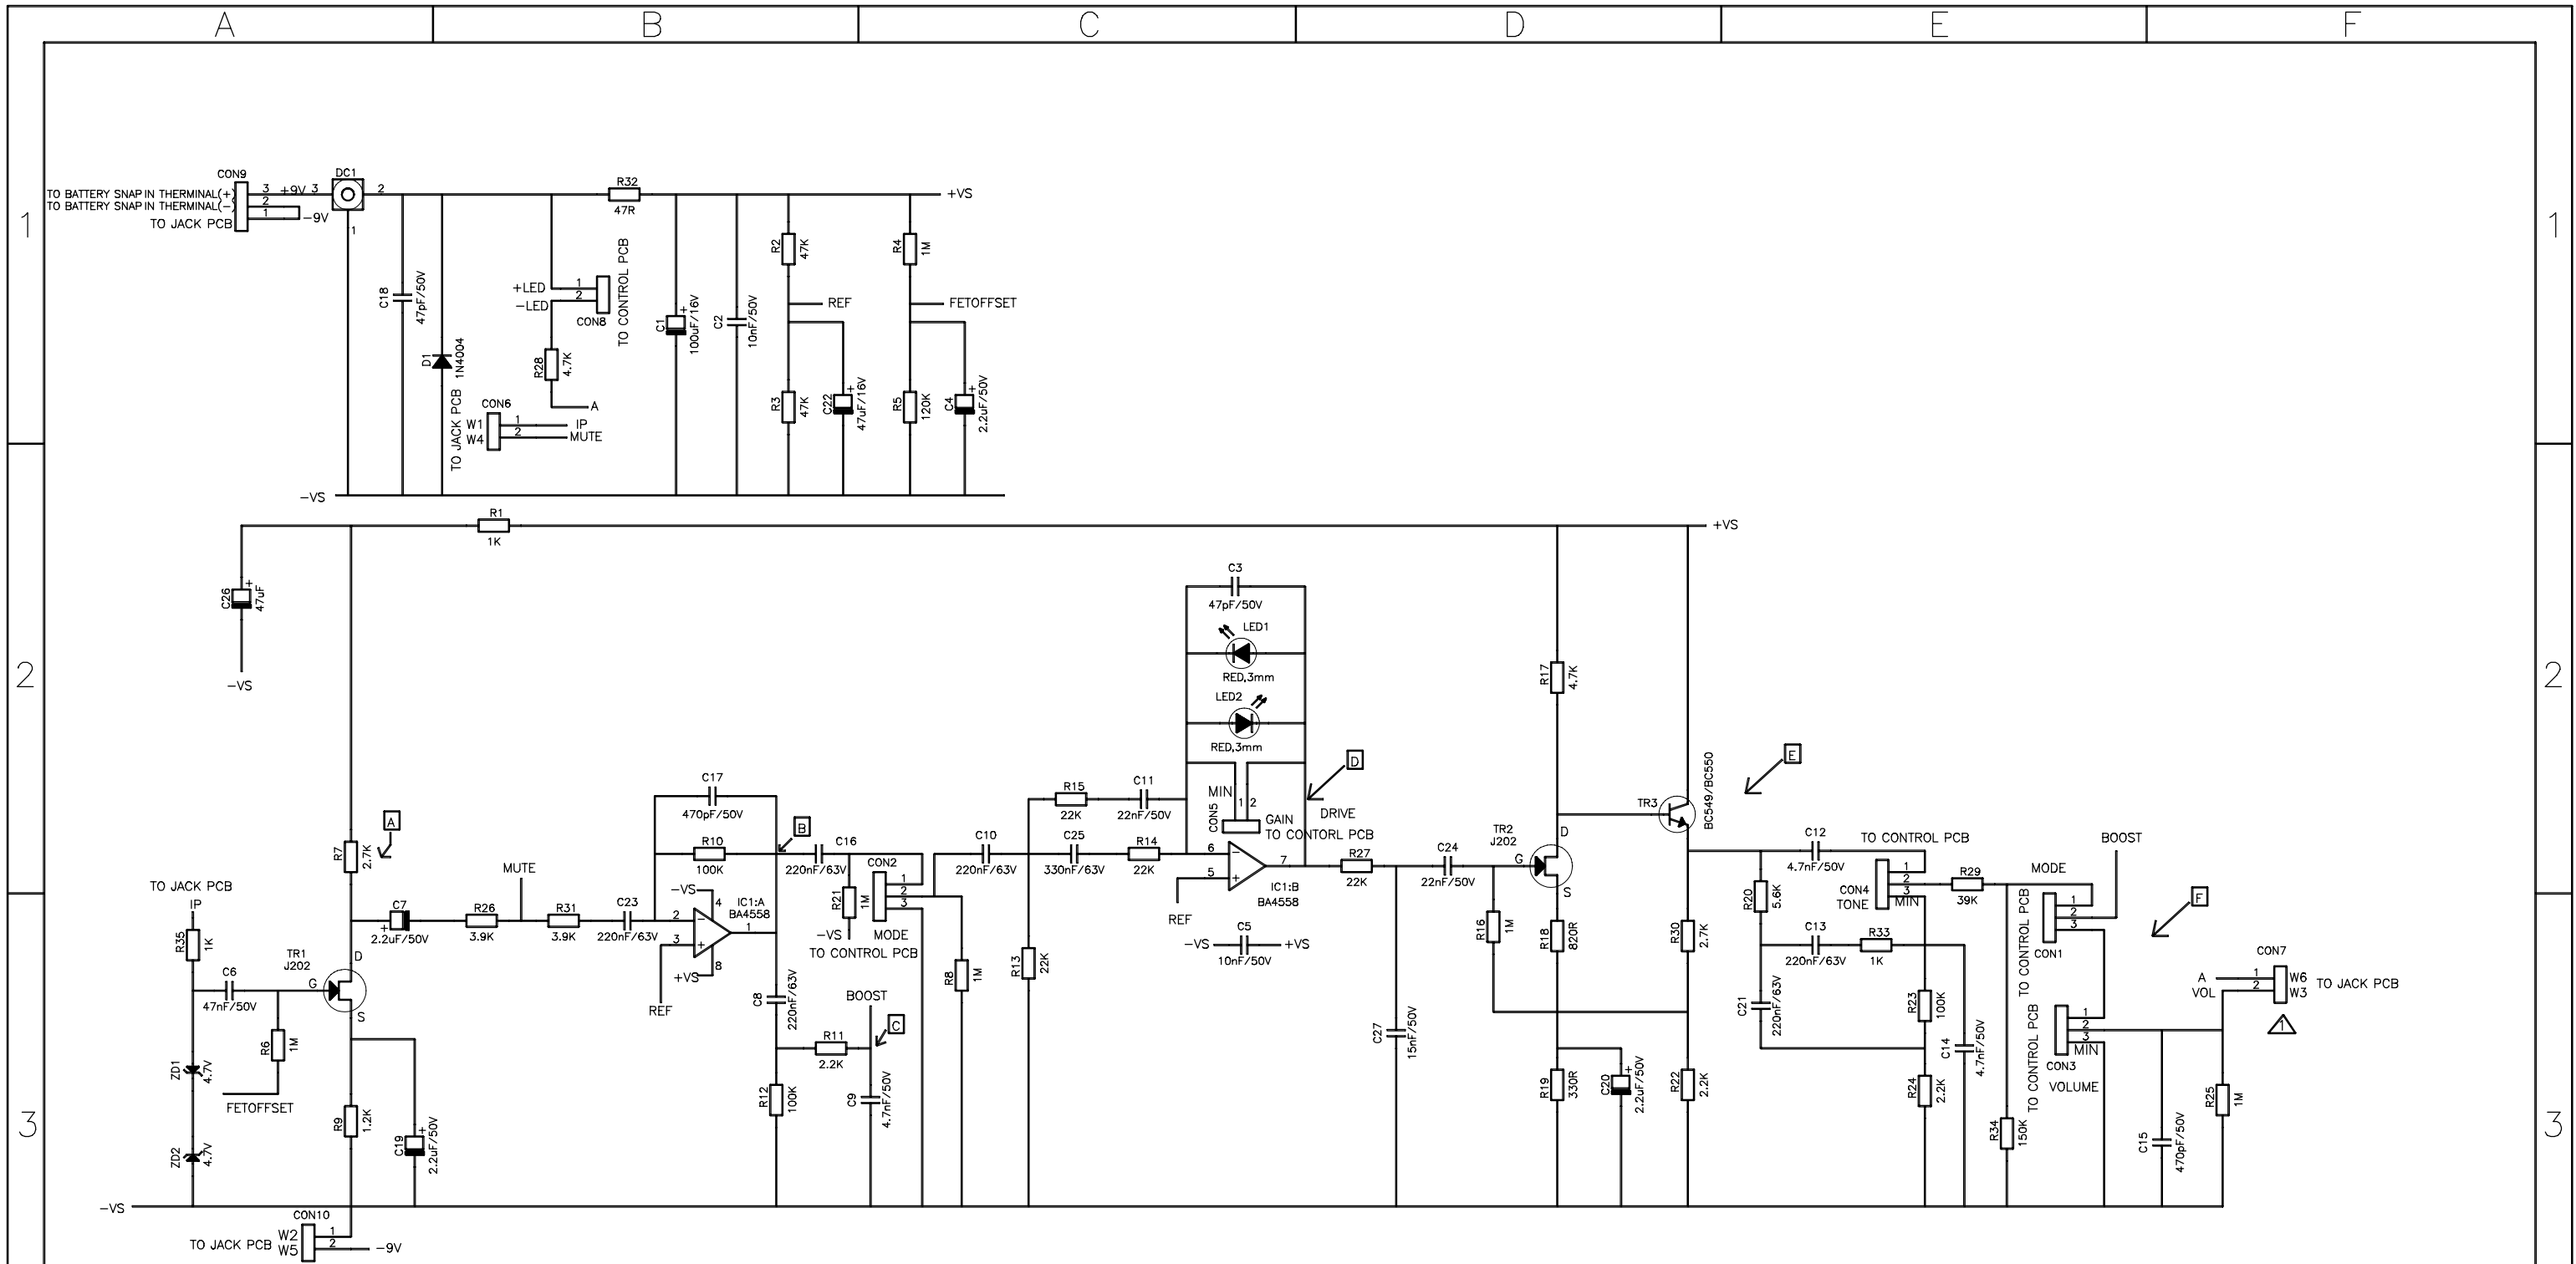 A B C D E F
1 1
2 2
3 3
CON9
TO BATTERY SNAP IN THERMINAL(+)
TO BATTERY SNAP IN THERMINAL(-)
TO JACK PCB
3 +9V 3
2
1 -9V
DC1
2
1
R32
47R
+VS
C18
47pF/50V
D1
1N4004
+LED 1
-LED 2
CON8
TO CONTROL PCB
R28
4.7K
A
TO JACK PCB
CON6
W1 1 IP
W4 2 MUTE
C1
+
100uF/16V
C2
10nF/50V
R2
47K
REF
R3
47K
C22
+
47uF/16V
R4
1M
FETOFFSET
R5
120K
C4
+
2.2uF/50V
-VS
R1
1K
+VS
C26
+
47uF
-VS
C3
47pF/50V
LED1
RED,3mm
LED2
RED,3mm
MIN
1 2
CON5
GAIN
TO CONTORL PCB
D
DRIVE
R17
4.7K
E
TR3
BC549/BC550
A
R7
2.7K
TO JACK PCB
IP
R35
1K
C6
47nF/50V
TR1
J202
G
D
S
R6
1M
FETOFFSET
ZD1
4.7V
ZD2
4.7V
R9
1.2K
C19
+
2.2uF/50V
C7
+
2.2uF/50V
R26
3.9K
MUTE
R31
3.9K
C23
220nF/63V
C17
470pF/50V
R10
100K
B
-VS
4
IC1:A
BA4558
2 -
3 +
1
8
+VS
REF
C16
220nF/63V
R21
1M
-VS
CON2
1
2
3
MODE
TO CONTROL PCB
C8
220nF/63V
BOOST
C
R11
2.2K
R12
100K
C9
4.7nF/50V
R8
1M
C10
220nF/63V
R15
22K
C11
22nF/50V
C25
330nF/63V
R14
22K
R13
22K
6 -
5 +
7
IC1:B
BA4558
REF
C5
-VS +VS
10nF/50V
R27
22K
C24
22nF/50V
C27
15nF/50V
R16
1M
TR2
J202
G
D
S
R18
820R
R19
330R
C20
+
2.2uF/50V
R30
2.7K
R22
2.2K
C12
4.7nF/50V
R20
5.6K
C13
220nF/63V
R33
1K
C21
220nF/63V
TO CONTROL PCB
1
2
3
CON4
TONE
MIN
R29
39K
R23
100K
R24
2.2K
C14
4.7nF/50V
R34
150K
BOOST
MODE
1
2
3
CON1
TO CONTROL PCB
F
1
2
3
MIN
CON3
VOLUME
TO CONTROL PCB
C15
470pF/50V
R25
1M
CON7
A 1 W6
VOL 2 W3
TO JACK PCB
1
-VS
CON10
W2 1
TO JACK PCB W5 2 -9V